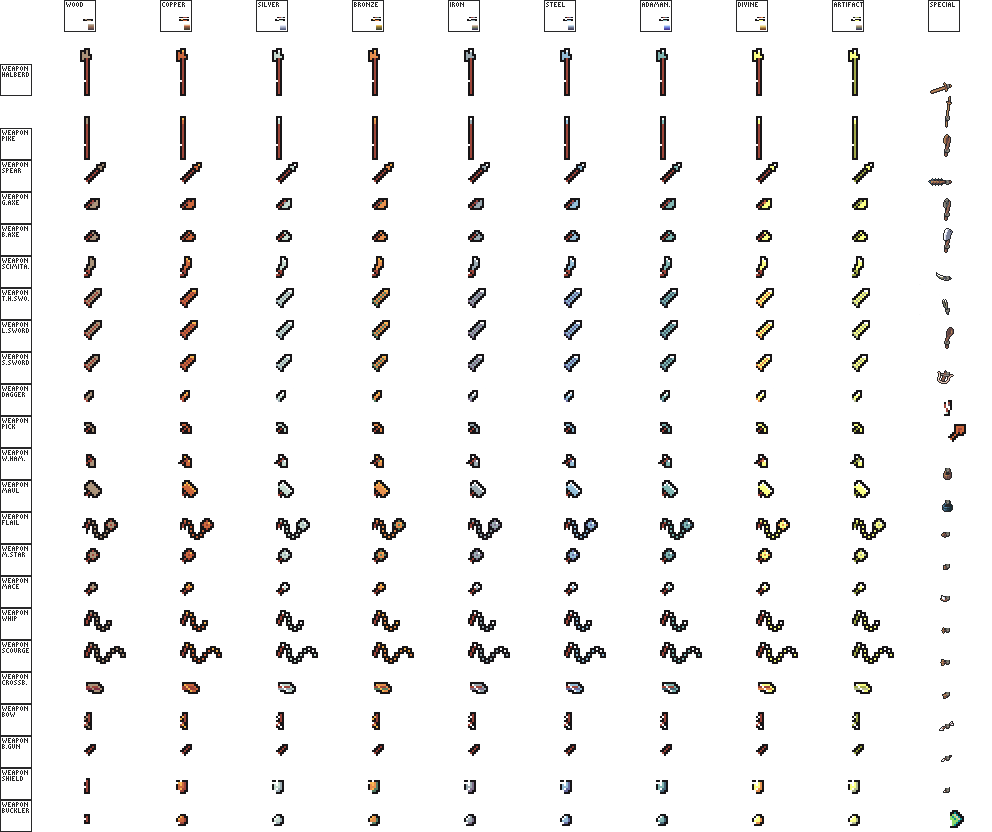 WOOD
COPPER
SILVER
BRONZE
IRON
STEEL
ADAMAN.
DIVINE
ARTIFACT
SPECIAL
WEAPON
HALBERD
WEAPON
PIKE
WEAPON
SPEAR
WEAPON
G.AXE
WEAPON
B.AXE
WEAPON
SCIMITA.
WEAPON
T.H.SWO.
WEAPON
L.SWORD
WEAPON
S.SWORD
WEAPON
DAGGER
WEAPON
PICK
WEAPON
W.HAM.
WEAPON
MAUL
WEAPON
FLAIL
WEAPON
M.STAR
WEAPON
MACE
WEAPON
WHIP
WEAPON
SCOURGE
WEAPON
CROSSB.
WEAPON
BOW
WEAPON
B.GUN
WEAPON
SHIELD
WEAPON
BUCKLER